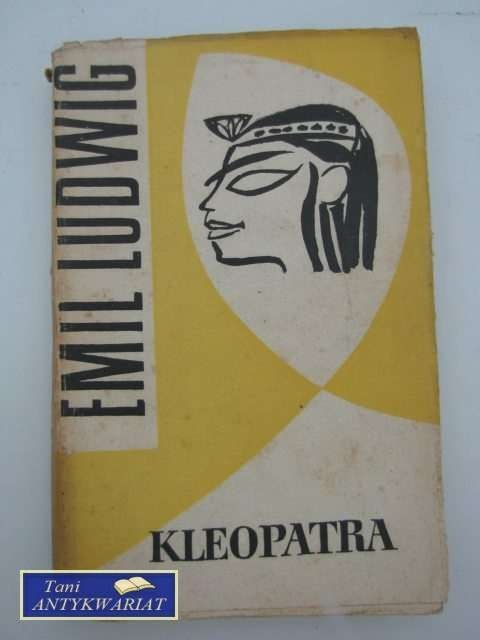 EMIL LUDWIG
KLEOPATRA
Tani
ANTYKWARIAT